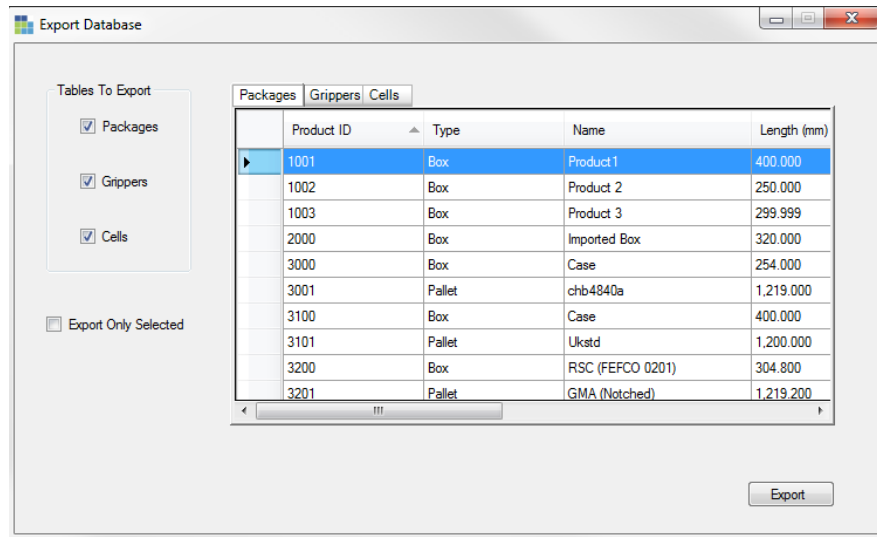 Export Database
Tables To Export
Packages
Grippers
Cells
Export Only Selected
Packages Grippers Cells
Product ID Type Name Length (mm)
1001 Box Product1 400.000
1002 Box Product 2 250.000
1003 Box Product 3 299.999
2000 Box Imported Box 320.000
3000 Box Case 254.000
3001 Pallet chb4840a 1,219.000
3100 Box Case 400.000
3101 Pallet Ukstd 1,200.000
3200 Box RSC (FEFCO 0201) 304.800
3201 Pallet GMA (Notched) 1,219.200
Export